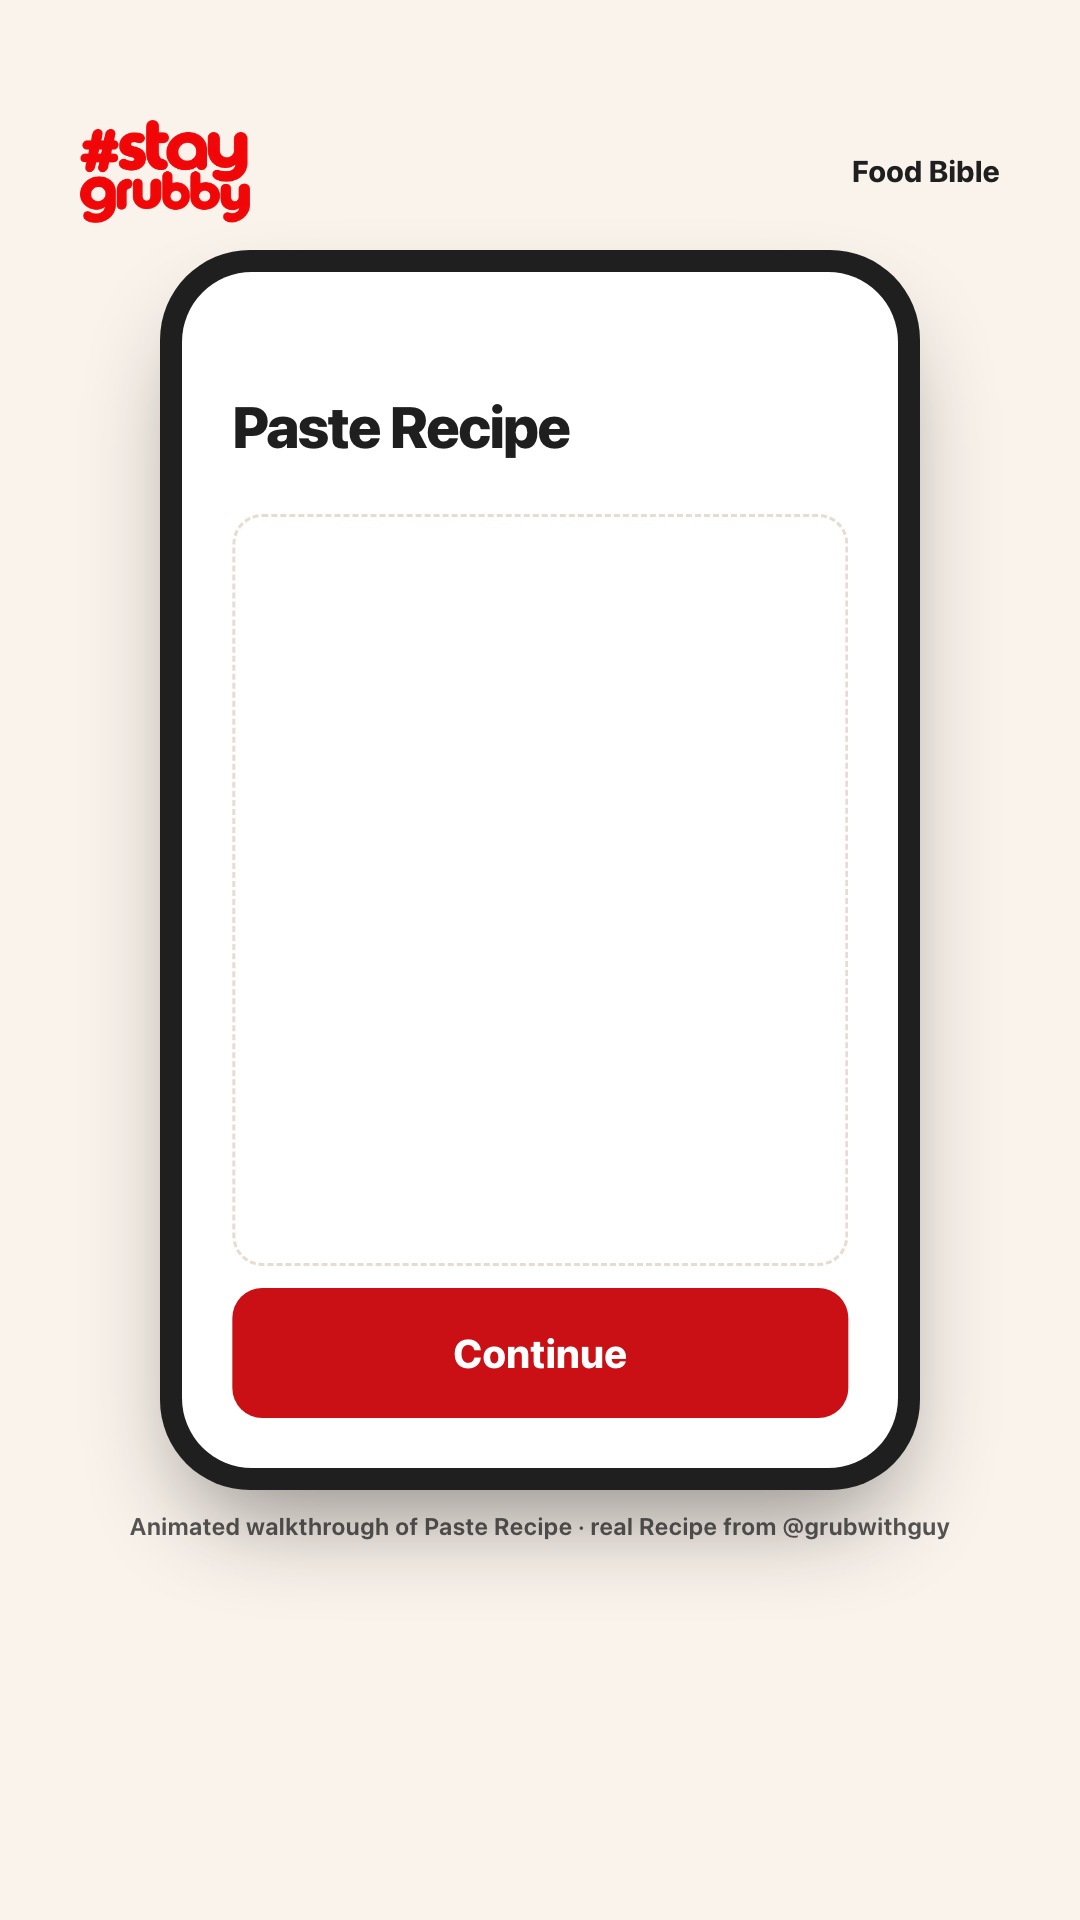 #stay
grubby
Food Bible
Paste Recipe
Continue
Animated walkthrough of Paste Recipe · real Recipe from @grubwithguy